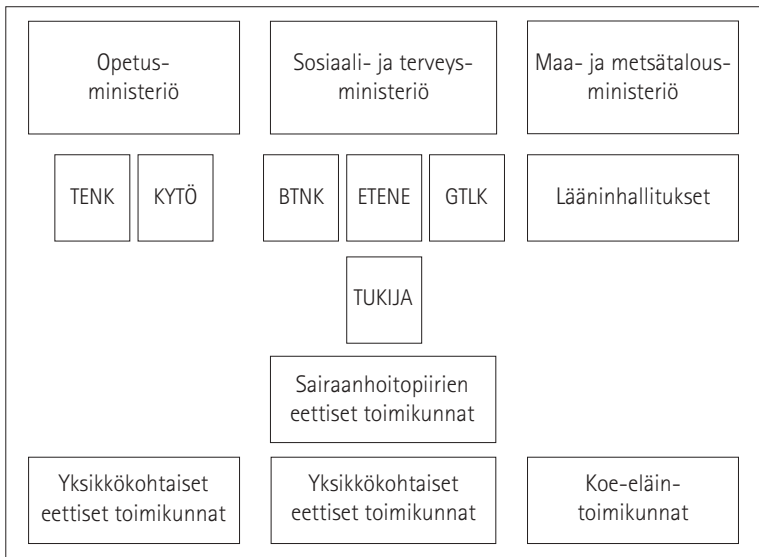 Opetus-
ministeriö
Sosiaali- ja terveys-
ministeriö
Maa- ja metsätalous-
ministeriö
TENK
KYTÖ
BTNK
ETENE
GTLK
Lääninhallitukset
TUKIJA
Sairaanhoitopiirien
eettiset toimikunnat
Yksikkökohtaiset
eettiset toimikunnat
Yksikkökohtaiset
eettiset toimikunnat
Koe-eläin-
toimikunnat